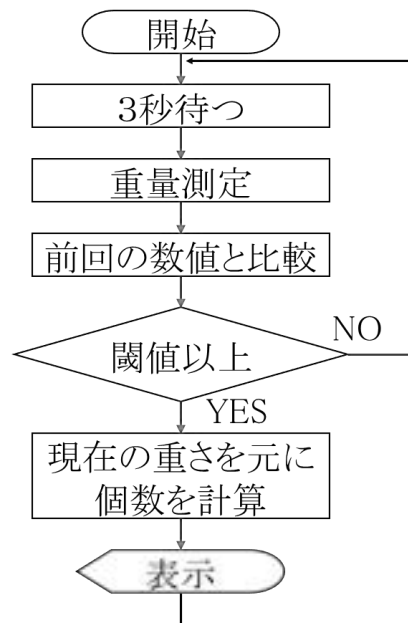 開始
3秒待つ
重量測定
前回の数値と比較
閾値以上
NO
YES
現在の重さを元に
個数を計算
表示